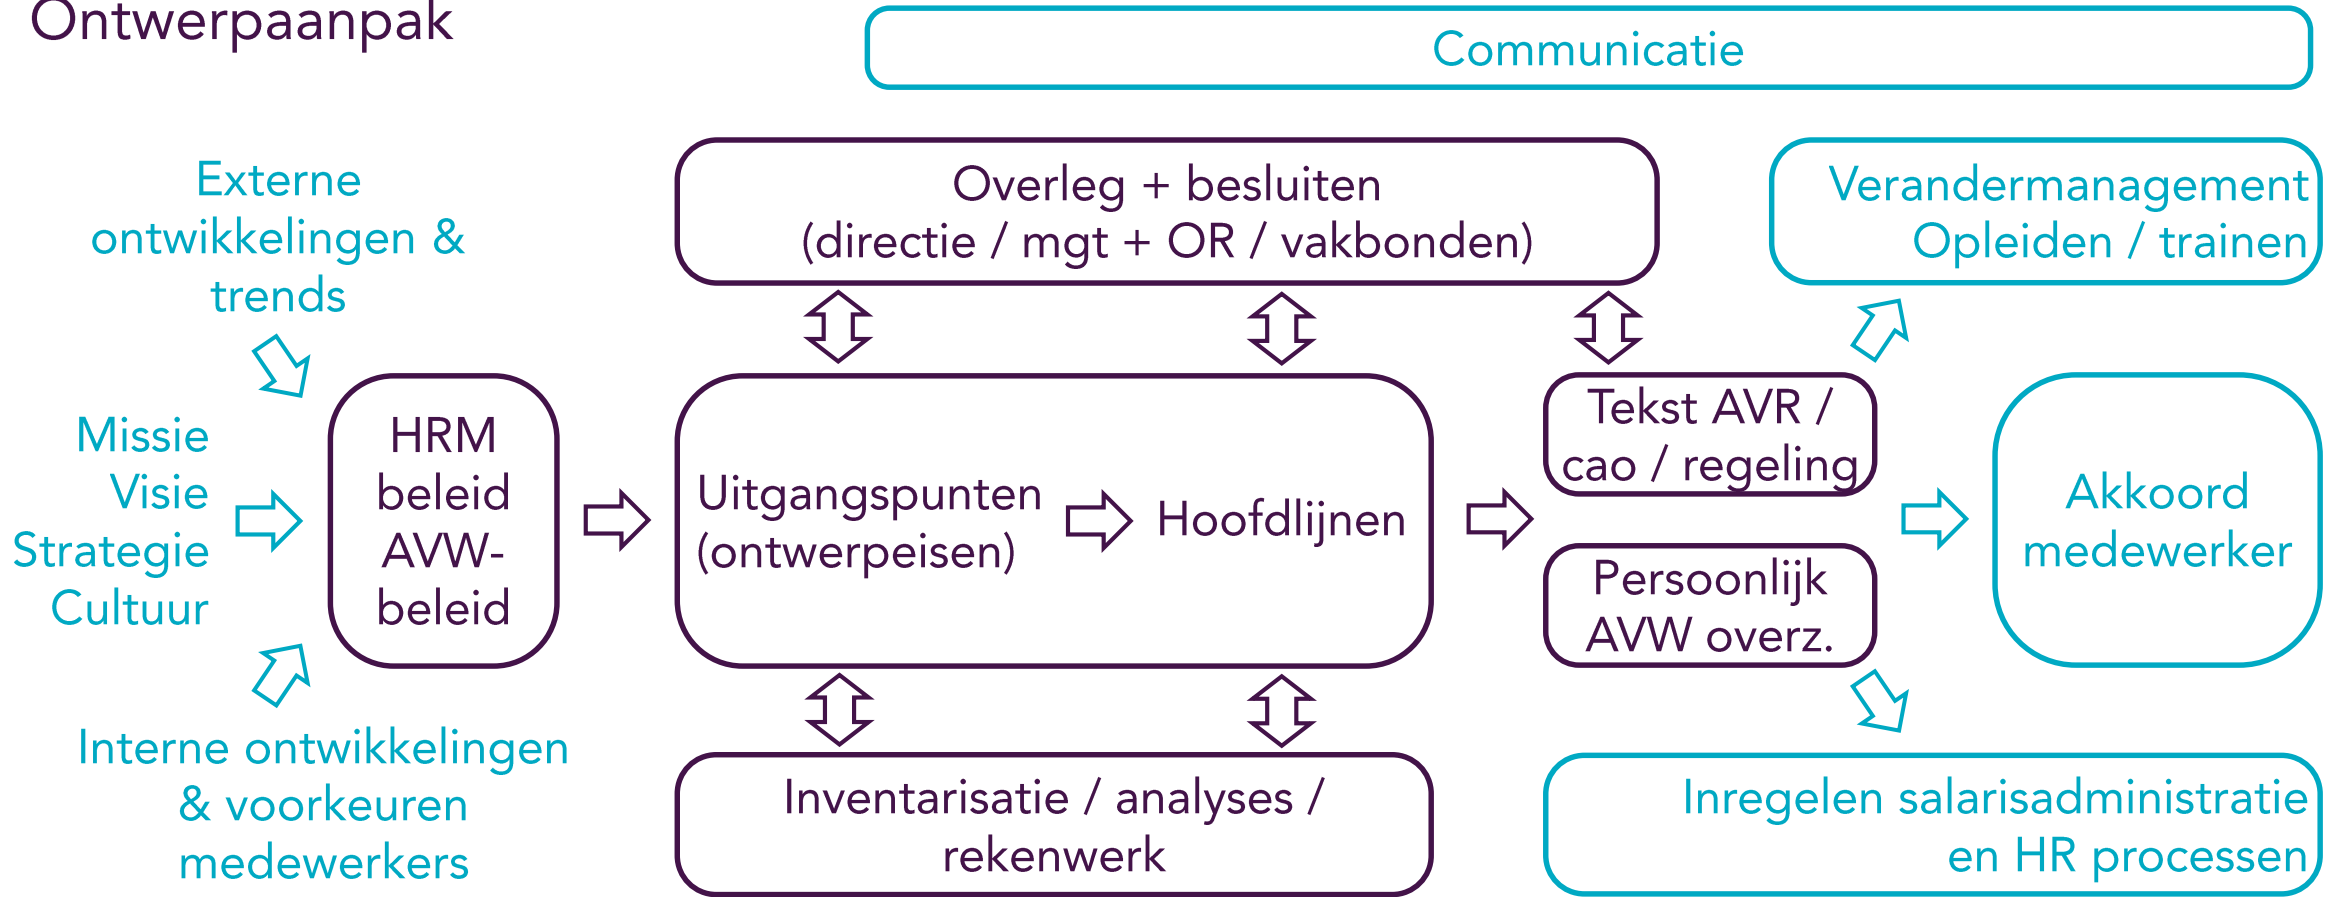 Ontwerpaanpak
Communicatie
Externe
ontwikkelingen &
trends
Missie
Visie
Strategie
Cultuur
Interne ontwikkelingen
& voorkeuren
medewerkers
HRM
beleid
AVW-
beleid
Overleg + besluiten
(directie / mgt + OR / vakbonden)
Uitgangspunten
(ontwerpeisen)
Hoofdlijnen
Inventarisatie / analyses /
rekenwerk
Tekst AVR /
cao / regeling
Persoonlijk
AVW overz.
Verandermanagement
Opleiden / trainen
Akkoord
medewerker
Inregelen salarisadministratie
en HR processen